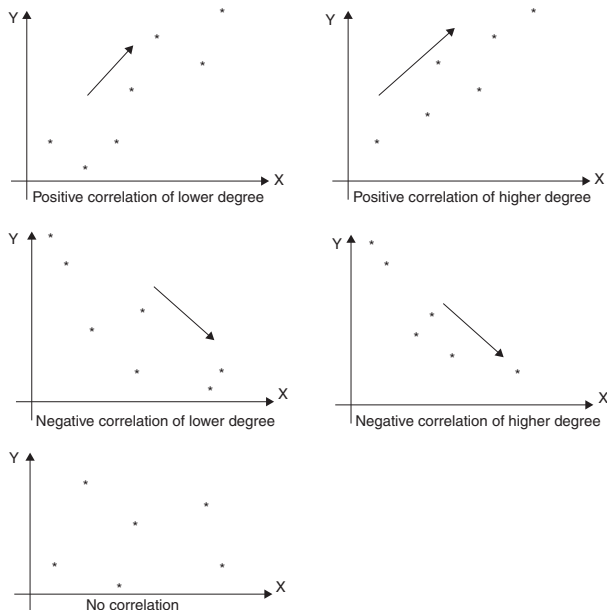 Y
X
Positive correlation of lower degree
Y
X
Positive correlation of higher degree
Y
X
Negative correlation of lower degree
Y
X
Negative correlation of higher degree
Y
X
No correlation